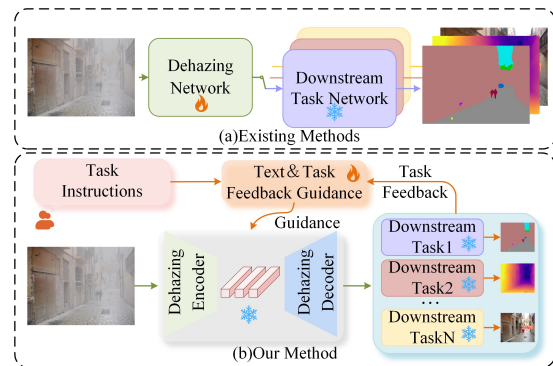 Dehazing
Network
Downstream
Task Network
(a)Existing Methods
Task
Instructions
Text & Task
Feedback Guidance
Task
Feedback
Guidance
Dehazing
Encoder
Dehazing
Decoder
Downstream
Task1
Downstream
Task2
...
Downstream
TaskN
(b)Our Method